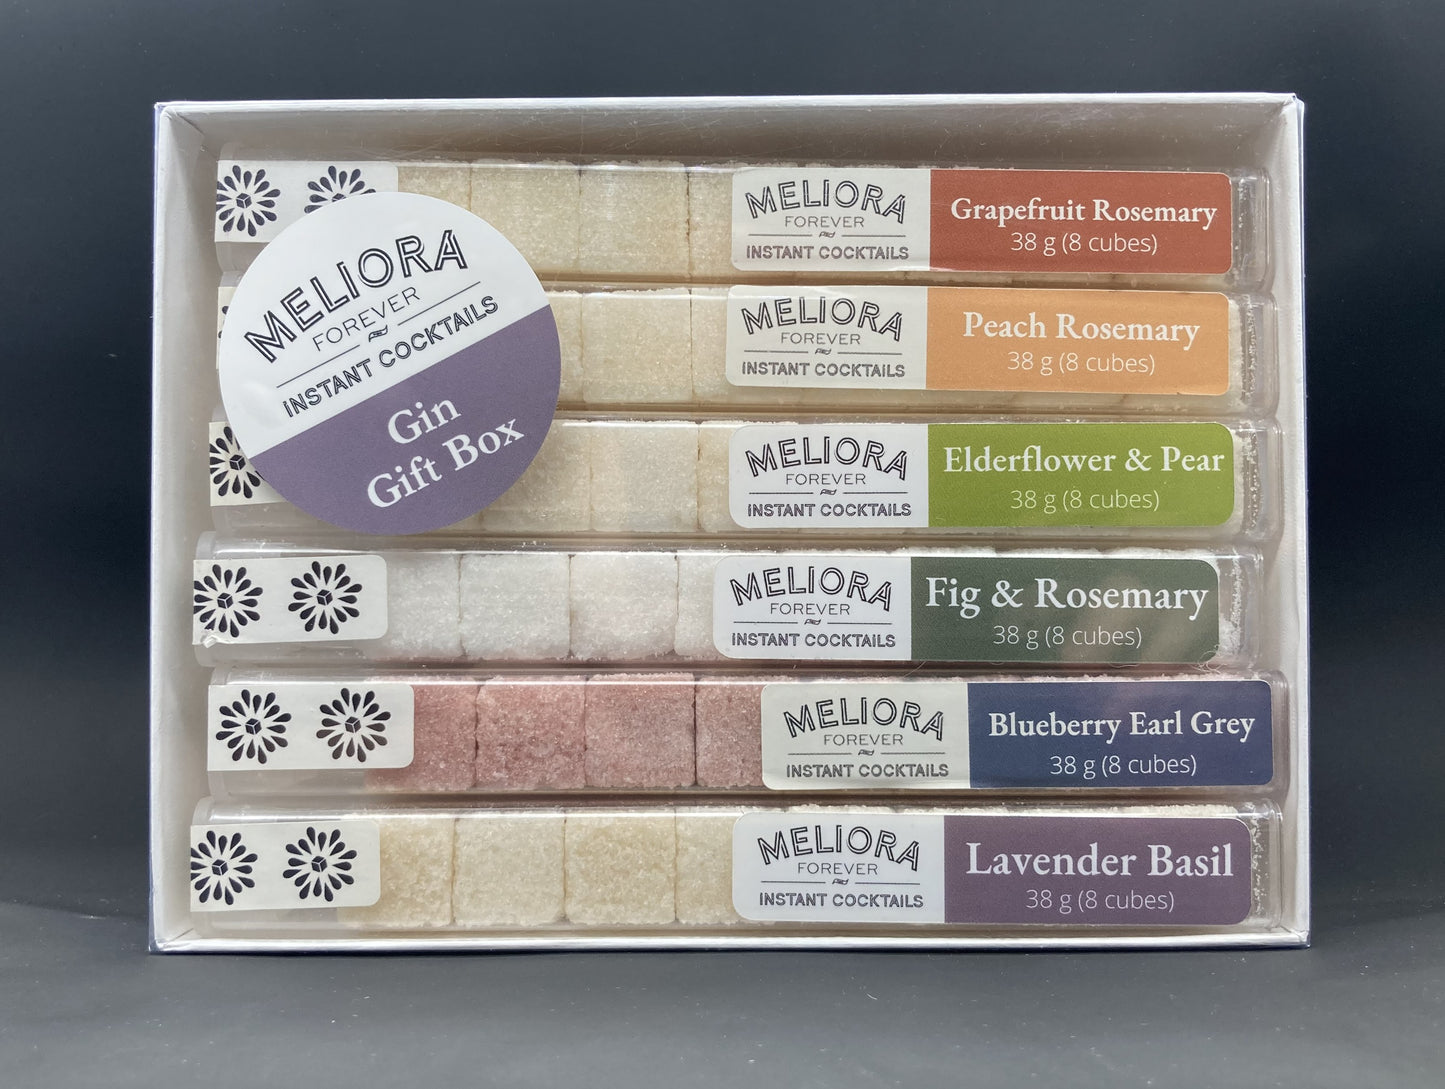 MELIORA
FOREVER
INSTANT COCKTAILS
Gin
Gift Box
MELIORA
FOREVER
INSTANT COCKTAILS
Grapefruit Rosemary
38 g (8 cubes)
MELIORA
FOREVER
INSTANT COCKTAILS
Peach Rosemary
38 g (8 cubes)
MELIORA
FOREVER
INSTANT COCKTAILS
Elderflower & Pear
38 g (8 cubes)
MELIORA
FOREVER
INSTANT COCKTAILS
Fig & Rosemary
38 g (8 cubes)
MELIORA
FOREVER
INSTANT COCKTAILS
Blueberry Earl Grey
38 g (8 cubes)
MELIORA
FOREVER
INSTANT COCKTAILS
Lavender Basil
38 g (8 cubes)